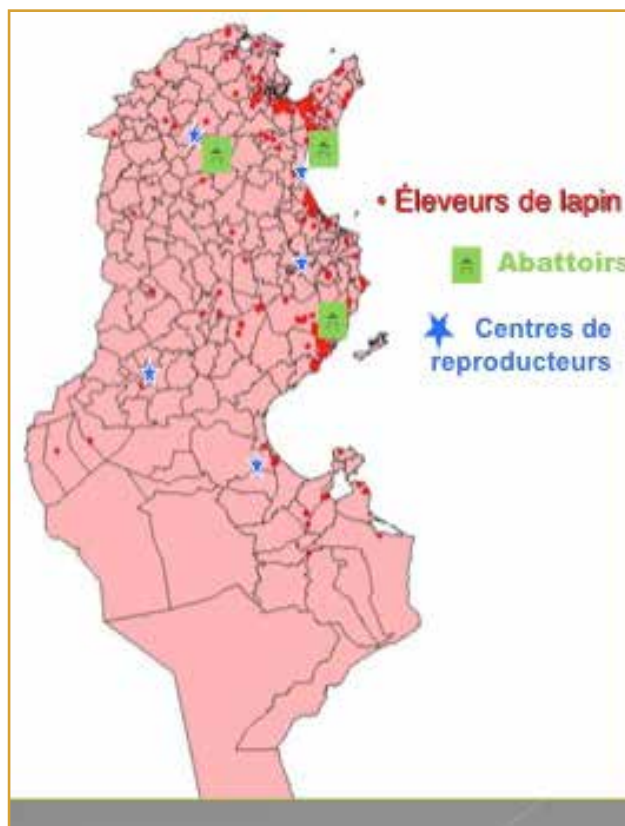 • Éleveurs de lapin
Abattoirs
Centres de
reproducteurs